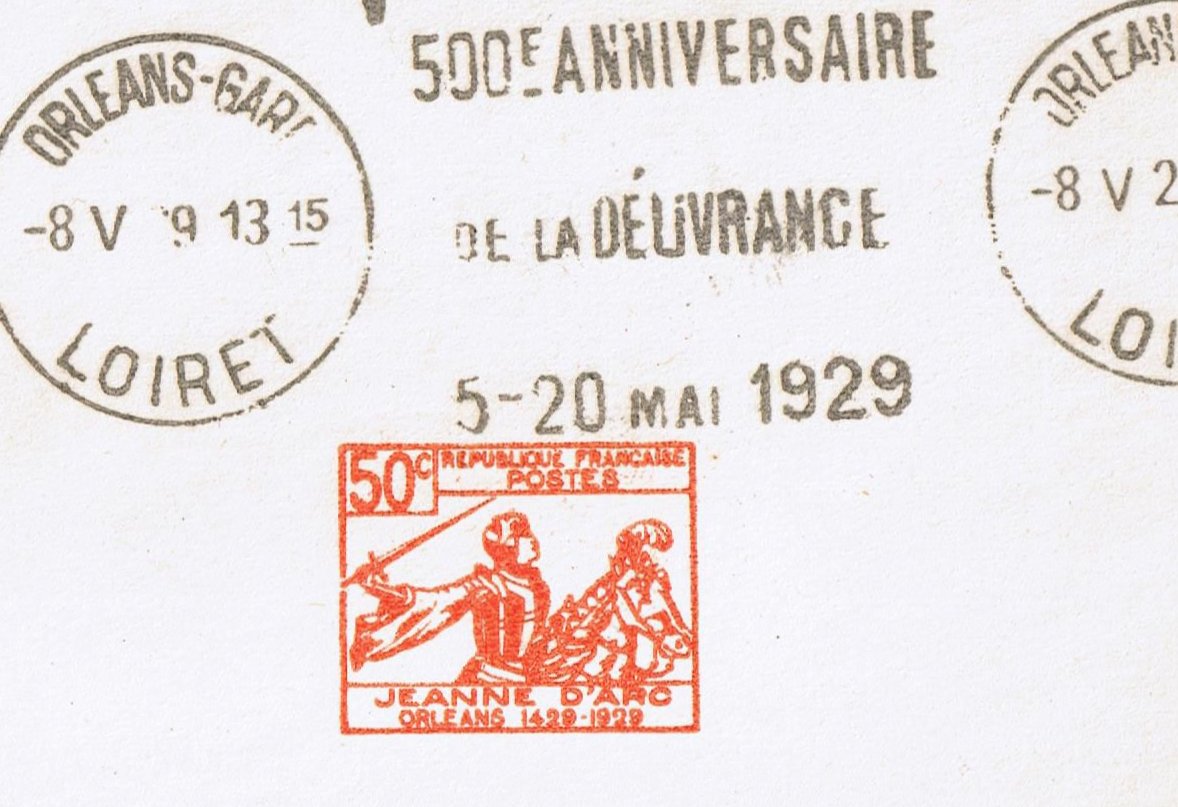 ORLEANS-GARE
-8 V 9 13 15
LOIRET
500E ANNIVERSAIRE
DE LA DÉLIVRANCE
5-20 MAI 1929
ORLEAN
-8 V 2
LOI
50c
REPUBLIQUE FRANCAISE
POSTES
JEANNE D'ARC
ORLEANS 1429-1929